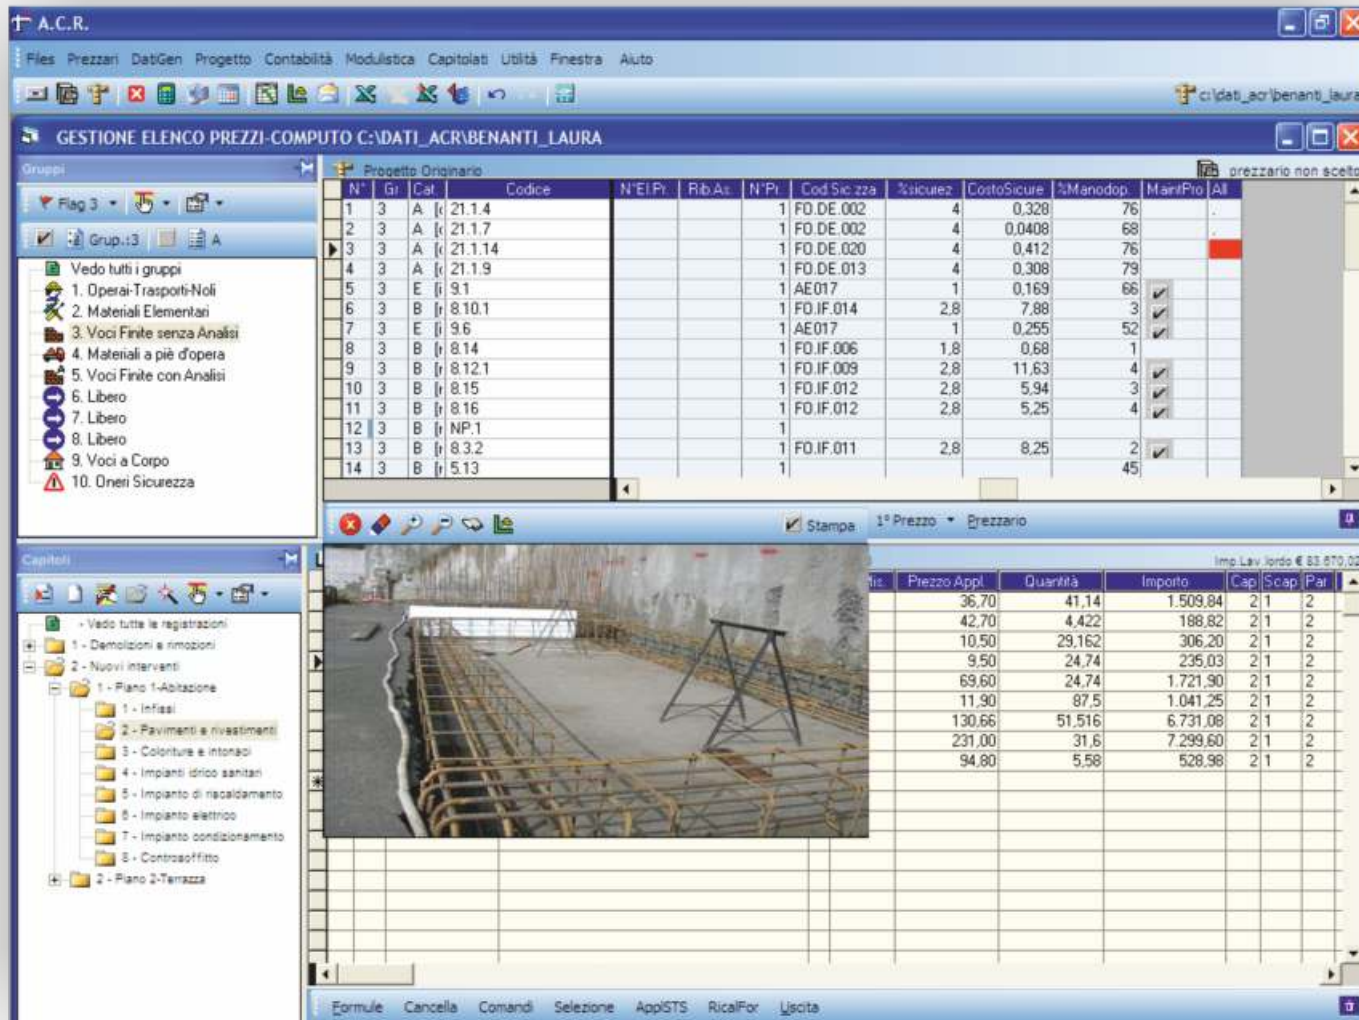 A.C.R.
Files Prezzari DatiGen Progetto Contabilità Modulistica Capitolati Utilità Finestra Aiuto
c:\dati_acr\benanti_laura
GESTIONE ELENCO PREZZI-COMPUTO C:\DATI_ACR\BENANTI_LAURA
Gruppi
Progetto Originario
prezzario non scelto
Flag 3
Grup.:3 A
Vedo tutti i gruppi
1. Operai-Trasporti-Noli
2. Materiali Elementari
3. Voci Finite senza Analisi
4. Materiali a piè d'opera
5. Voci Finite con Analisi
6. Libero
7. Libero
8. Libero
9. Voci a Corpo
10. Oneri Sicurezza
N° Gr Cat. Codice N°El.Pr. Rib.As. N°Pr. Cod.Sic.zza %sicurez CostoSicure %Manodop. MaintPro All
1 3 A 21.1.4 1 FO.DE.002 4 0,328 76 .
2 3 A 21.1.7 1 FO.DE.002 4 0,0408 68 .
3 3 A 21.1.14 1 FO.DE.020 4 0,412 76
4 3 A 21.1.9 1 FO.DE.013 4 0,308 79
5 3 E [i 9.1 1 AE017 1 0,169 66
6 3 B 8.10.1 1 FO.IF.014 2,8 7,88 3
7 3 E [i 9.6 1 AE017 1 0,255 52
8 3 B 8.14 1 FO.IF.006 1,8 0,68 1
9 3 B 8.12.1 1 FO.IF.009 2,8 11,63 4
10 3 B 8.15 1 FO.IF.012 2,8 5,94 3
11 3 B 8.16 1 FO.IF.012 2,8 5,25 4
12 3 B NP.1 1
13 3 B 8.3.2 1 FO.IF.011 2,8 8,25 2
14 3 B 5.13 1 45
Stampa 1° Prezzo Prezzario
Capitoli
Imp.Lav.lordo € 83.670,02
- Vedo tutte le registrazioni
1 - Demolizioni e rimozioni
2 - Nuovi interventi
1 - Piano 1-Abitazione
1 - Infissi
2 - Pavimenti e rivestimenti
3 - Coloriture e intonaci
4 - Impianti idrico sanitari
5 - Impianto di riscaldamento
6 - Impianto elettrico
7 - Impianto condizionamento
8 - Controsoffitto
2 - Piano 2-Terrazza
Prezzo Appl. Quantità Importo Cap Scap Par
36,70 41,14 1.509,84 2 1 2
42,70 4,422 188,82 2 1 2
10,50 29,162 306,20 2 1 2
9,50 24,74 235,03 2 1 2
69,60 24,74 1.721,90 2 1 2
11,90 87,5 1.041,25 2 1 2
130,66 51,516 6.731,08 2 1 2
231,00 31,6 7.299,60 2 1 2
94,80 5,58 528,98 2 1 2
Formule Cancella Comandi Selezione ApplSTS RicalFor Uscita